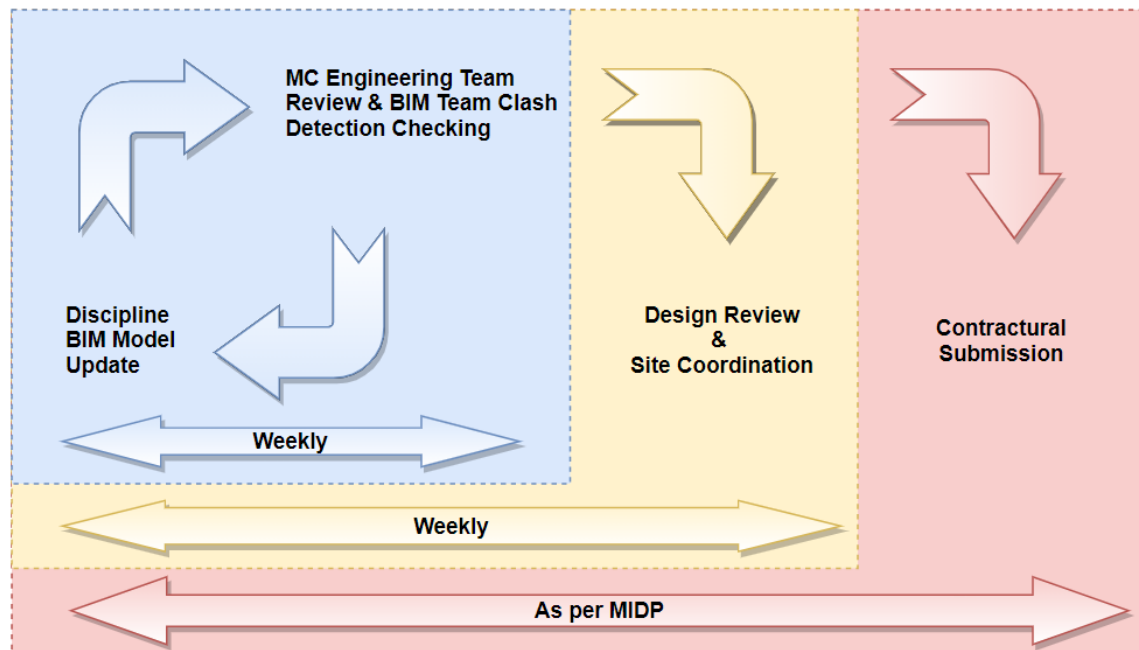 MC Engineering Team
Review & BIM Team Clash
Detection Checking
Discipline
BIM Model
Update
Design Review
&
Site Coordination
Contractural
Submission
Weekly
Weekly
As per MIDP